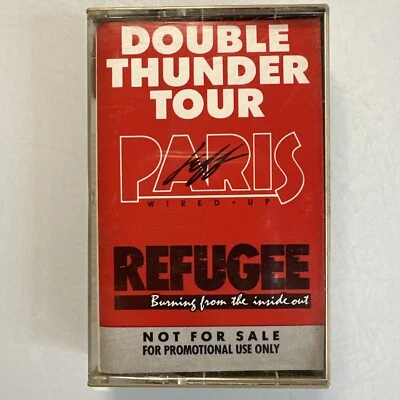 DOUBLE
THUNDER
TOUR
Jeff
PARIS
WIRED-UP
REFUGEE
Burning from the inside out
NOT FOR SALE
FOR PROMOTIONAL USE ONLY